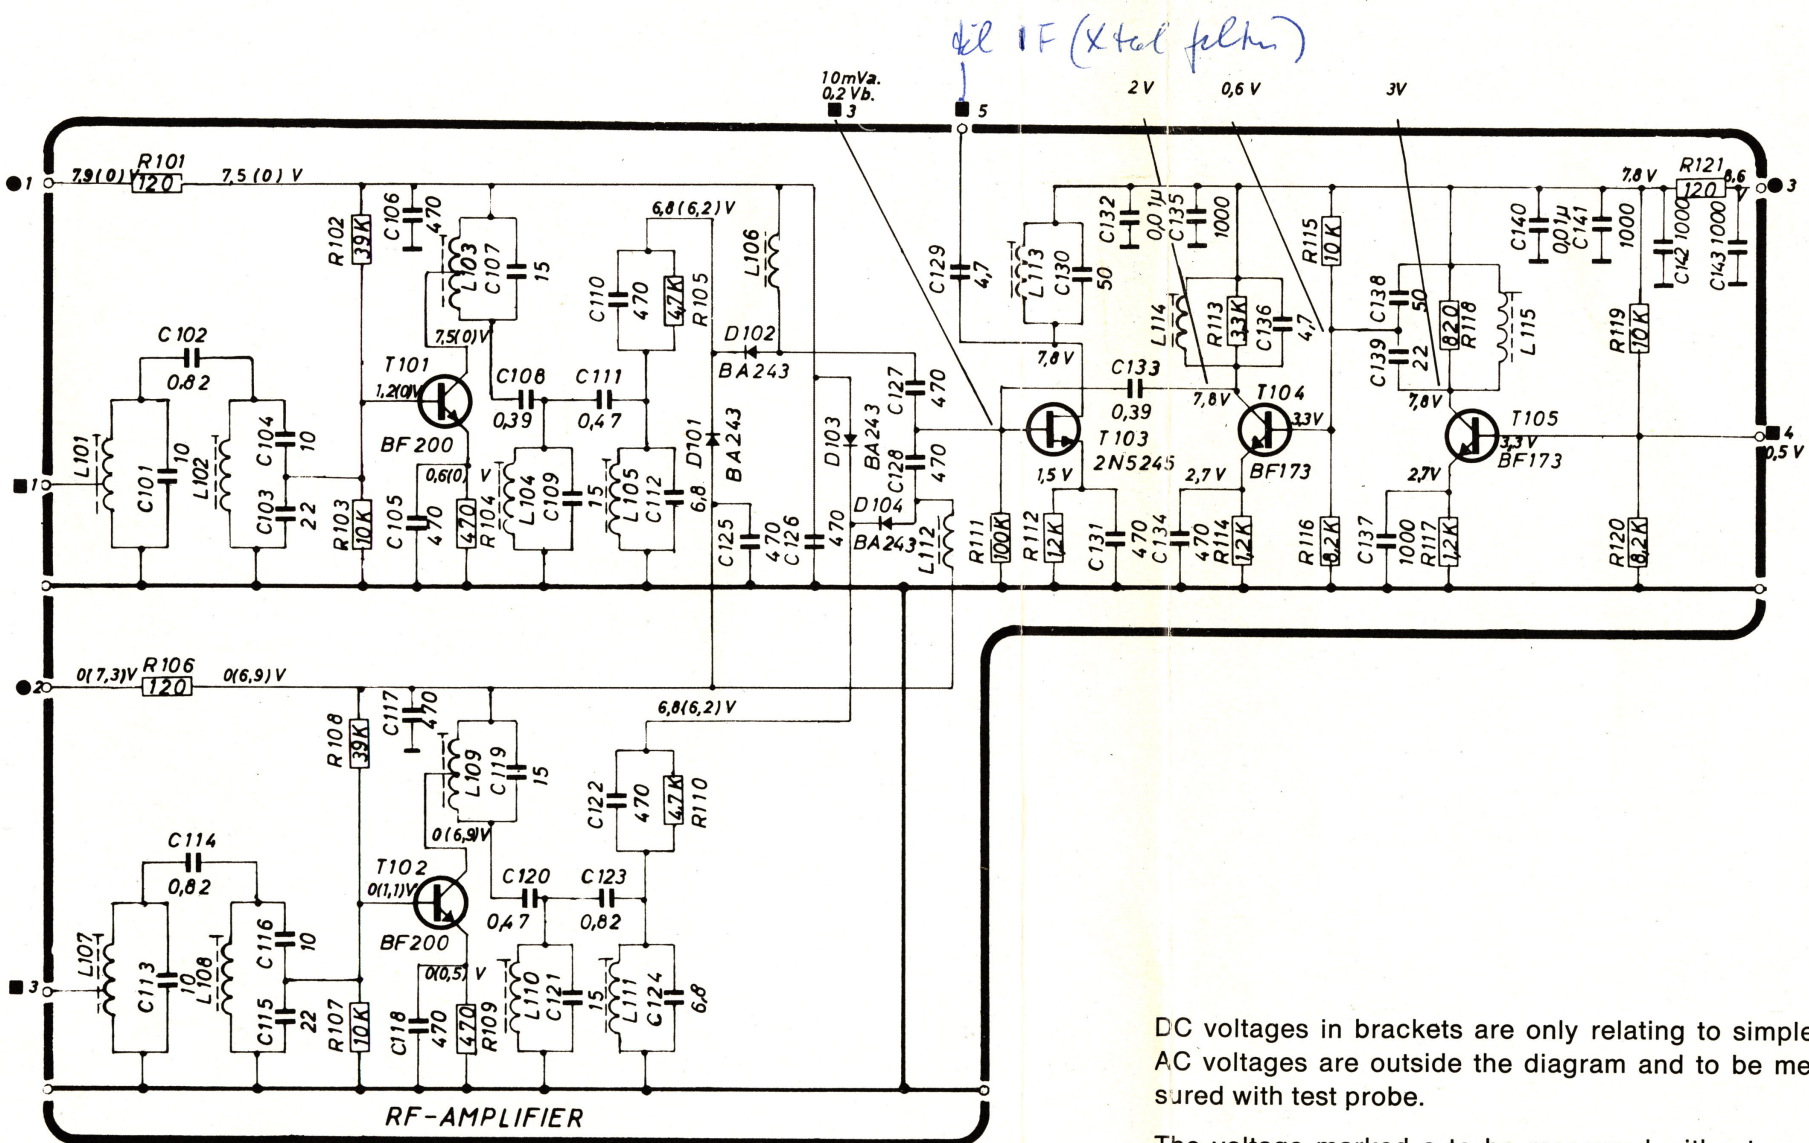 til IF (Xtal filter)
10mVa.
0,2Vb.
3
5
2V
0,6V
3V
1
7,9(0)V
R101
120
7,5(0) V
R102
39K
C106
470
L103
C107
15
6,8(6,2)V
C110
470
4,7K
R105
L106
D102
BA243
C129
4,7
L113
C130
50
C132
0,01µ
C135
1000
L114
R113
3,3K
C136
4,7
R115
10K
C138
50
C139
22
820
R118
L115
C140
0,01µ
C141
1000
7,8V
R121
120
8,6
V
3
C142 1000
C143 1000
R119
10K
C102
0,82
L101
C101
10
L102
C104
10
C103
22
1
7,5(0)V
T101
1,2(0)V
BF200
C108
0,39
C111
0,47
R103
10K
C105
470
0,6(0) V
470
R104
L104
C109
15
L105
C112
6,8
D101
BA243
C125
470
C126
470
D103
BA243
C127
470
C128
470
D104
BA243
L112
7,8V
C133
0,39
T103
2N5245
1,5V
R111
100K
R112
1,2K
C131
470
7,8V
T104
3,3V
BF173
2,7V
C134
470
R114
1,2K
R116
8,2K
7,8V
T105
3,3V
BF173
2,7V
C137
1000
R117
1,2K
R120
8,2K
4
0,5V
2
0(7,3)V
R106
120
0(6,9)V
R108
39K
C117
470
L109
C119
15
6,8(6,2)V
C122
470
4,7K
R110
C114
0,82
L107
C113
10
L108
C116
10
C115
22
3
0(6,9)V
T102
0(1,1)V
BF200
C120
0,47
C123
0,82
R107
10K
C118
470
0(0,5) V
470
R109
L110
C121
15
L111
C124
6,8
RF-AMPLIFIER
DC voltages in brackets are only relating to simple
AC voltages are outside the diagram and to be me
sured with test probe.